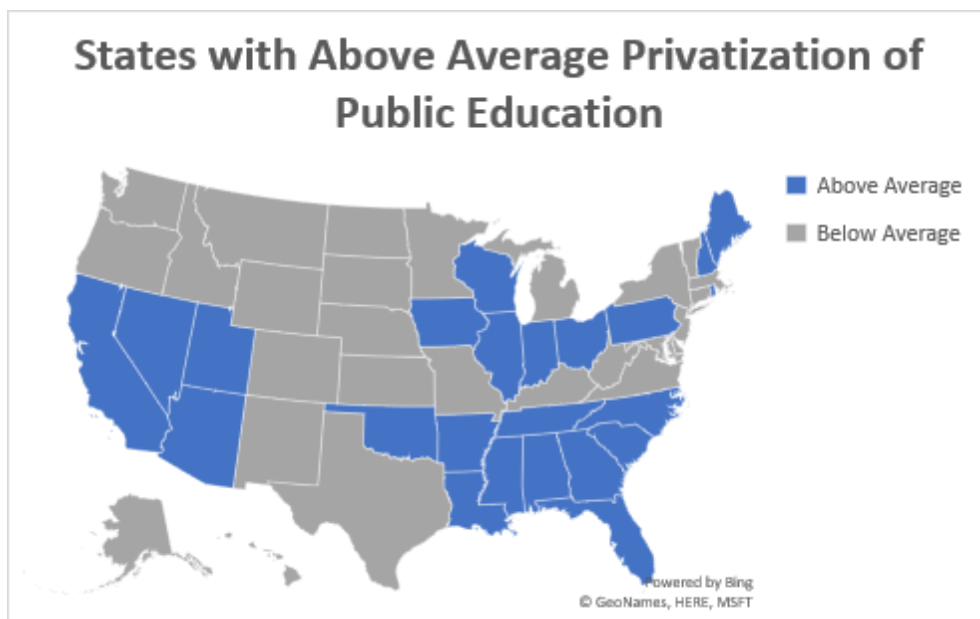 States with Above Average Privatization of
Public Education
Above Average
Below Average
Powered by Bing
© GeoNames, HERE, MSFT